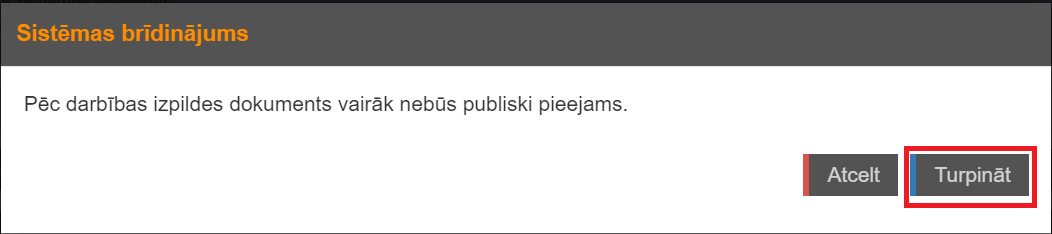 Sistēmas brīdinājums
Pēc darbības izpildes dokuments vairāk nebūs publiski pieejams.
Atcelt Turpināt